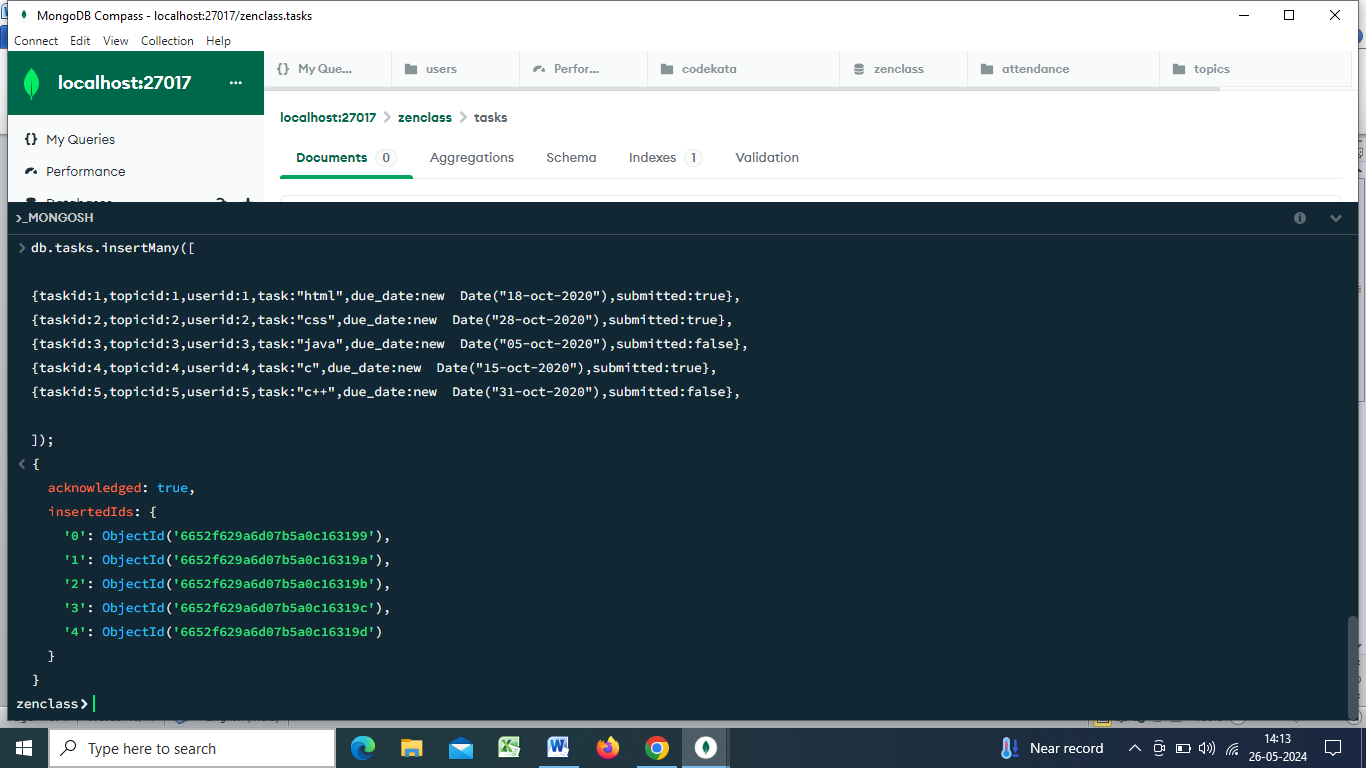 MongoDB Compass - localhost:27017/zenclass.tasks
Connect Edit View Collection Help
localhost:27017 ...
{} My Que... users Perfor... codekata zenclass attendance topics
localhost:27017 > zenclass > tasks
{} My Queries
Documents 0 Aggregations Schema Indexes 1 Validation
Performance
>_MONGOSH
> db.tasks.insertMany([
{taskid:1,topicid:1,userid:1,task:"html",due_date:new  Date("18-oct-2020"),submitted:true},
{taskid:2,topicid:2,userid:2,task:"css",due_date:new  Date("28-oct-2020"),submitted:true},
{taskid:3,topicid:3,userid:3,task:"java",due_date:new  Date("05-oct-2020"),submitted:false},
{taskid:4,topicid:4,userid:4,task:"c",due_date:new  Date("15-oct-2020"),submitted:true},
{taskid:5,topicid:5,userid:5,task:"c++",due_date:new  Date("31-oct-2020"),submitted:false},
]);
< {
acknowledged: true,
insertedIds: {
'0': ObjectId('6652f629a6d07b5a0c163199'),
'1': ObjectId('6652f629a6d07b5a0c16319a'),
'2': ObjectId('6652f629a6d07b5a0c16319b'),
'3': ObjectId('6652f629a6d07b5a0c16319c'),
'4': ObjectId('6652f629a6d07b5a0c16319d')
}
}
zenclass>
Type here to search
Near record
14:13
26-05-2024